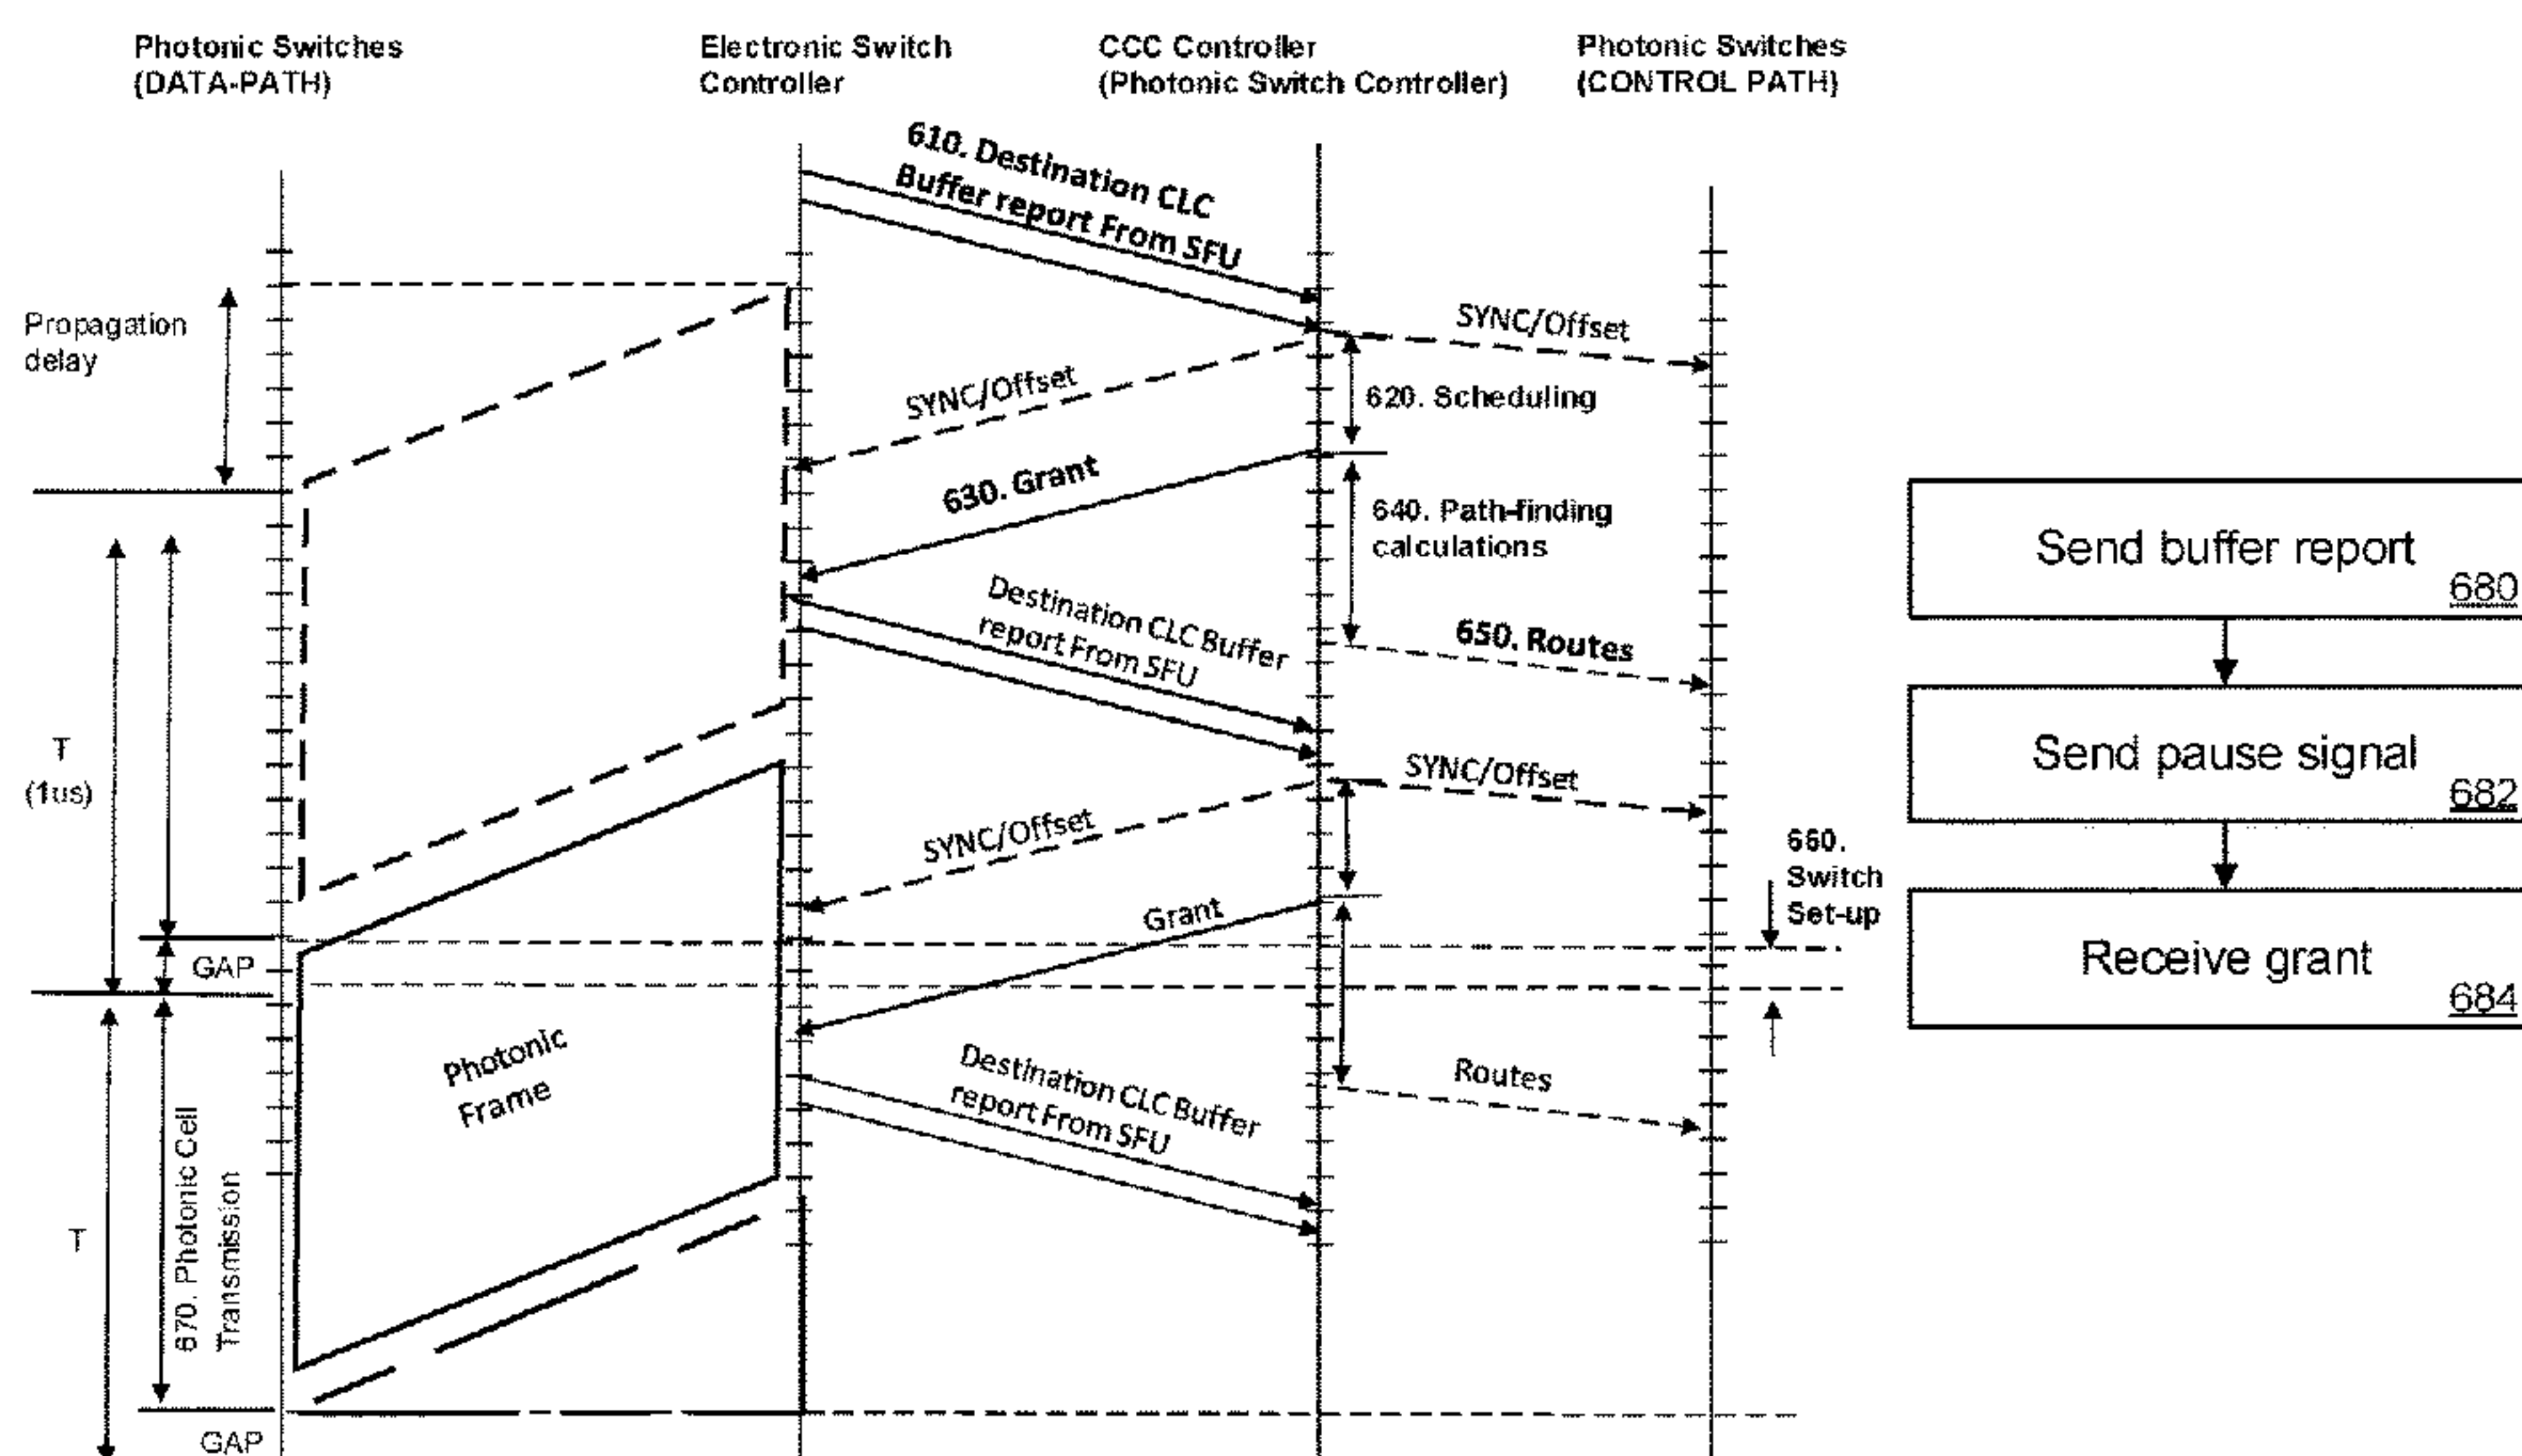 Photonic Switches
(DATA-PATH)
Electronic Switch
Controller
CCC Controller
(Photonic Switch Controller)
Photonic Switches
(CONTROL PATH)
610. Destination CLC
Buffer report From SFU
Propagation
delay
SYNC/Offset
SYNC/Offset
620. Scheduling
630. Grant
640. Path-finding
calculations
Destination CLC Buffer
report From SFU
650. Routes
T
(1us)
SYNC/Offset
SYNC/Offset
660.
Switch
Set-up
Grant
GAP
Photonic
Frame
Destination CLC Buffer
report From SFU
Routes
T
670. Photonic Cell
Transmission
GAP
Send buffer report
680
Send pause signal
682
Receive grant
684